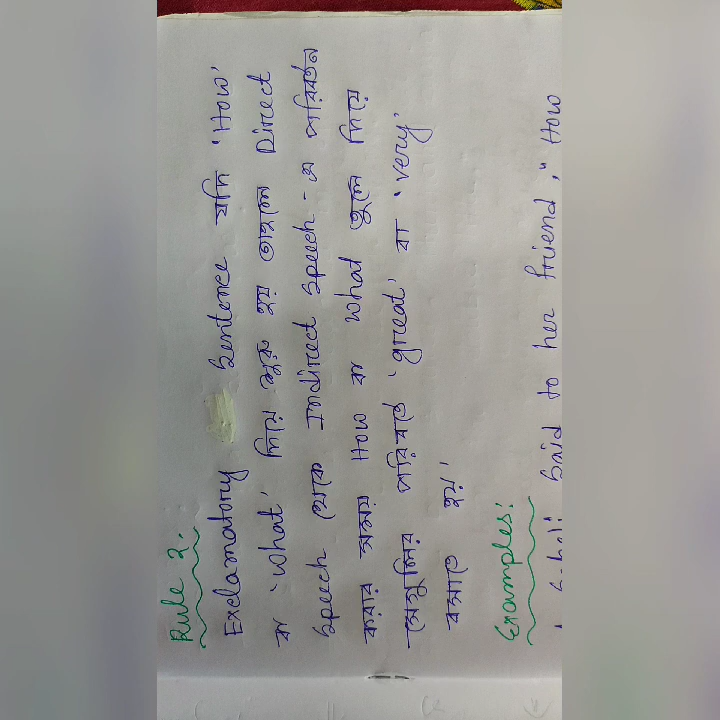 Rule 2.
Exclamatory Sentence যদি 'How'
বা 'what' দিয়ে শুরু হয় তাহলে Direct
Speech থেকে Indirect Speech-এ পরিবর্তন
করার সময় How বা what তুলে দিয়ে
সেগুলির পরিবর্তে 'great' বা 'very'
বসাতে হয়।
Examples:
Said to her friend, " How